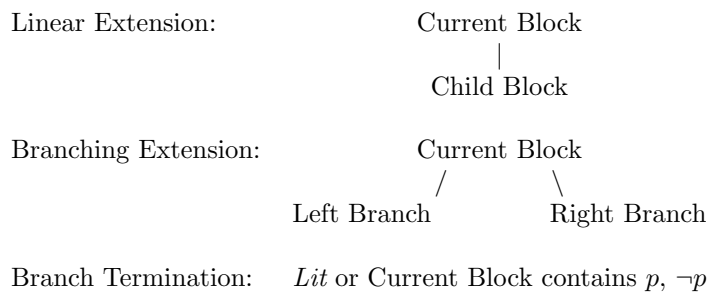 Linear Extension: Current Block
Child Block
Branching Extension: Current Block
Left Branch Right Branch
Branch Termination: Lit or Current Block contains p, ¬p